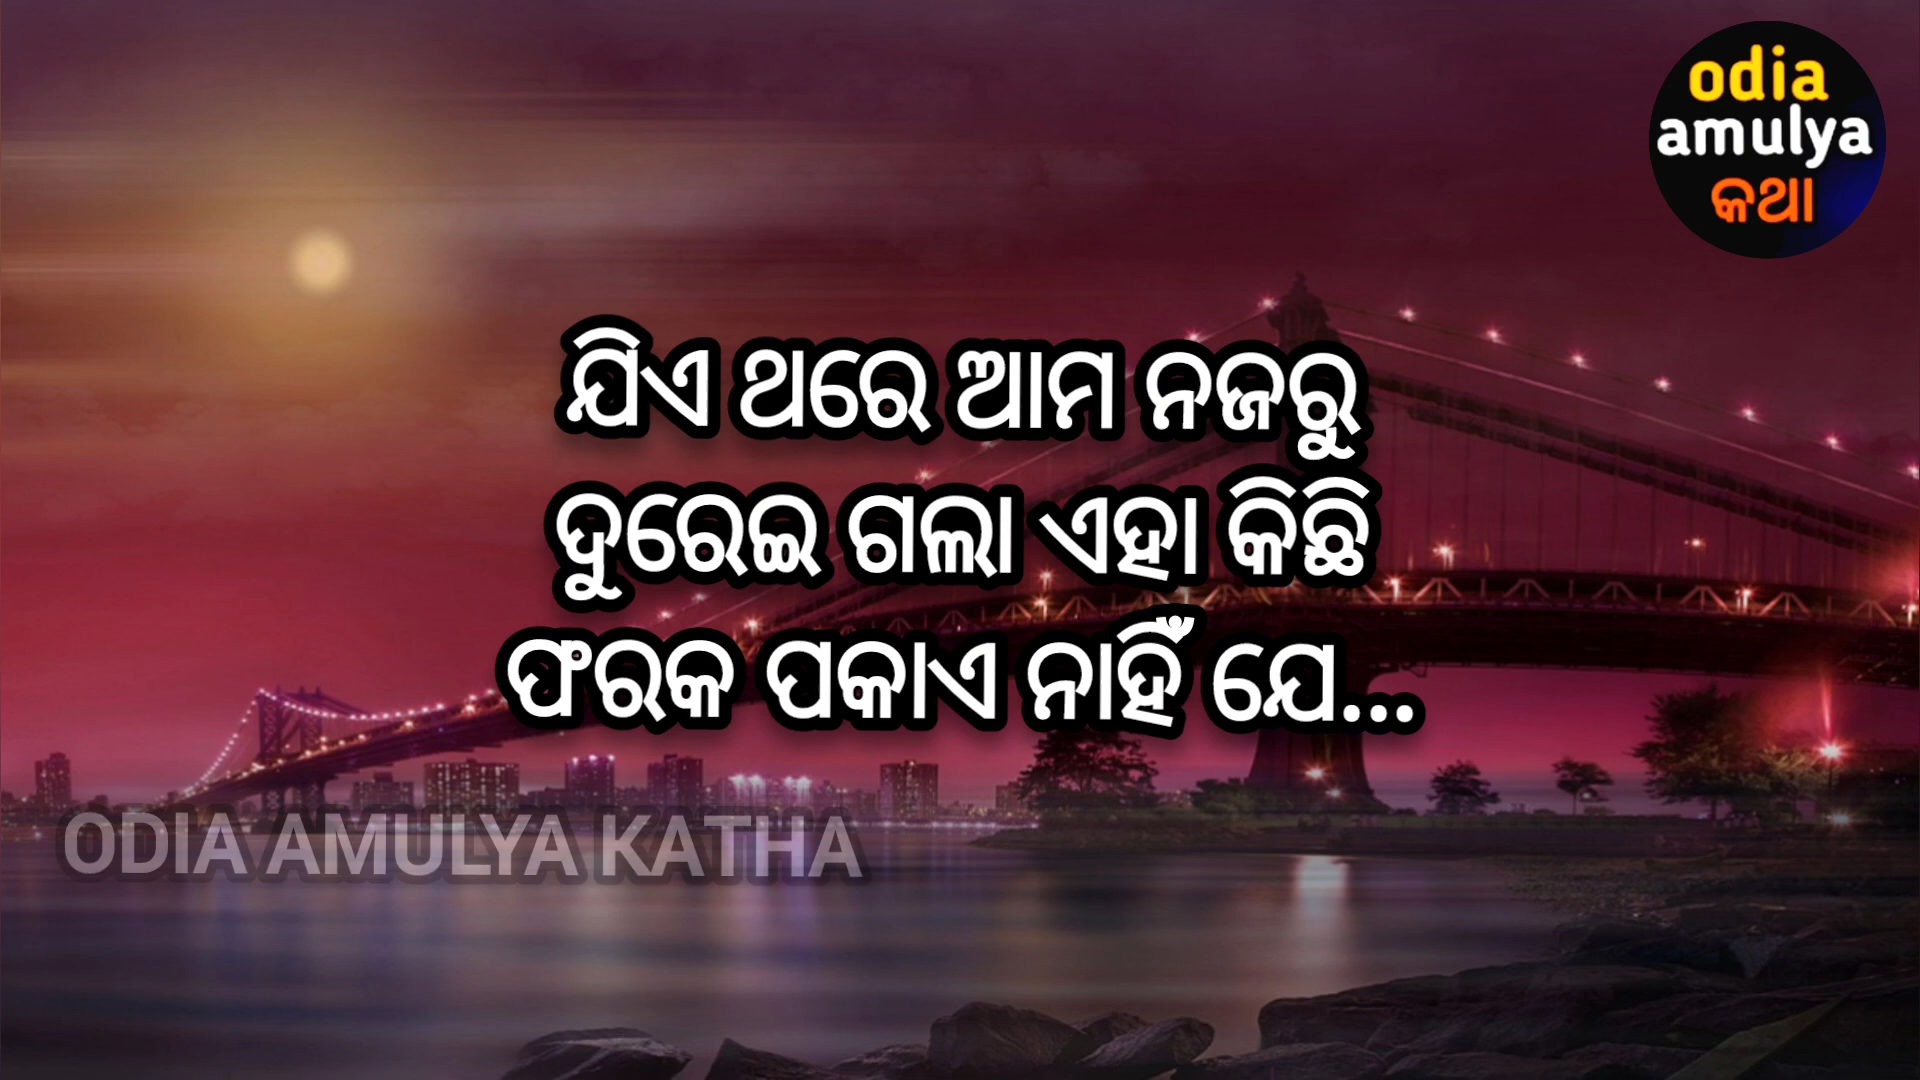 odia
amulya
କଥା
ଯିଏ ଥରେ ଆମ ନଜରୁ
ଦୁରେଇ ଗଲା ଏହା କିଛି
ଫରକ ପକାଏ ନାହିଁ ଯେ...
ODIA AMULYA KATHA